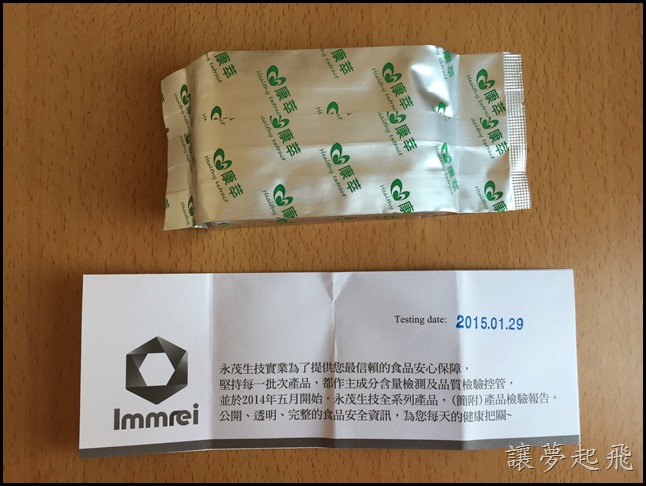 康萃
Healthy extract
Testing date: 2015.01.29
永茂生技實業為了提供您最信賴的食品安心保障，
堅持每一批次產品，都作主成分含量檢測及品質檢驗控管，
並於2014年五月開始，永茂生技全系列產品，(簡附)產品檢驗報告。
公開、透明、完整的食品安全資訊，為您每天的健康把關~
Immrei
讓夢起飛